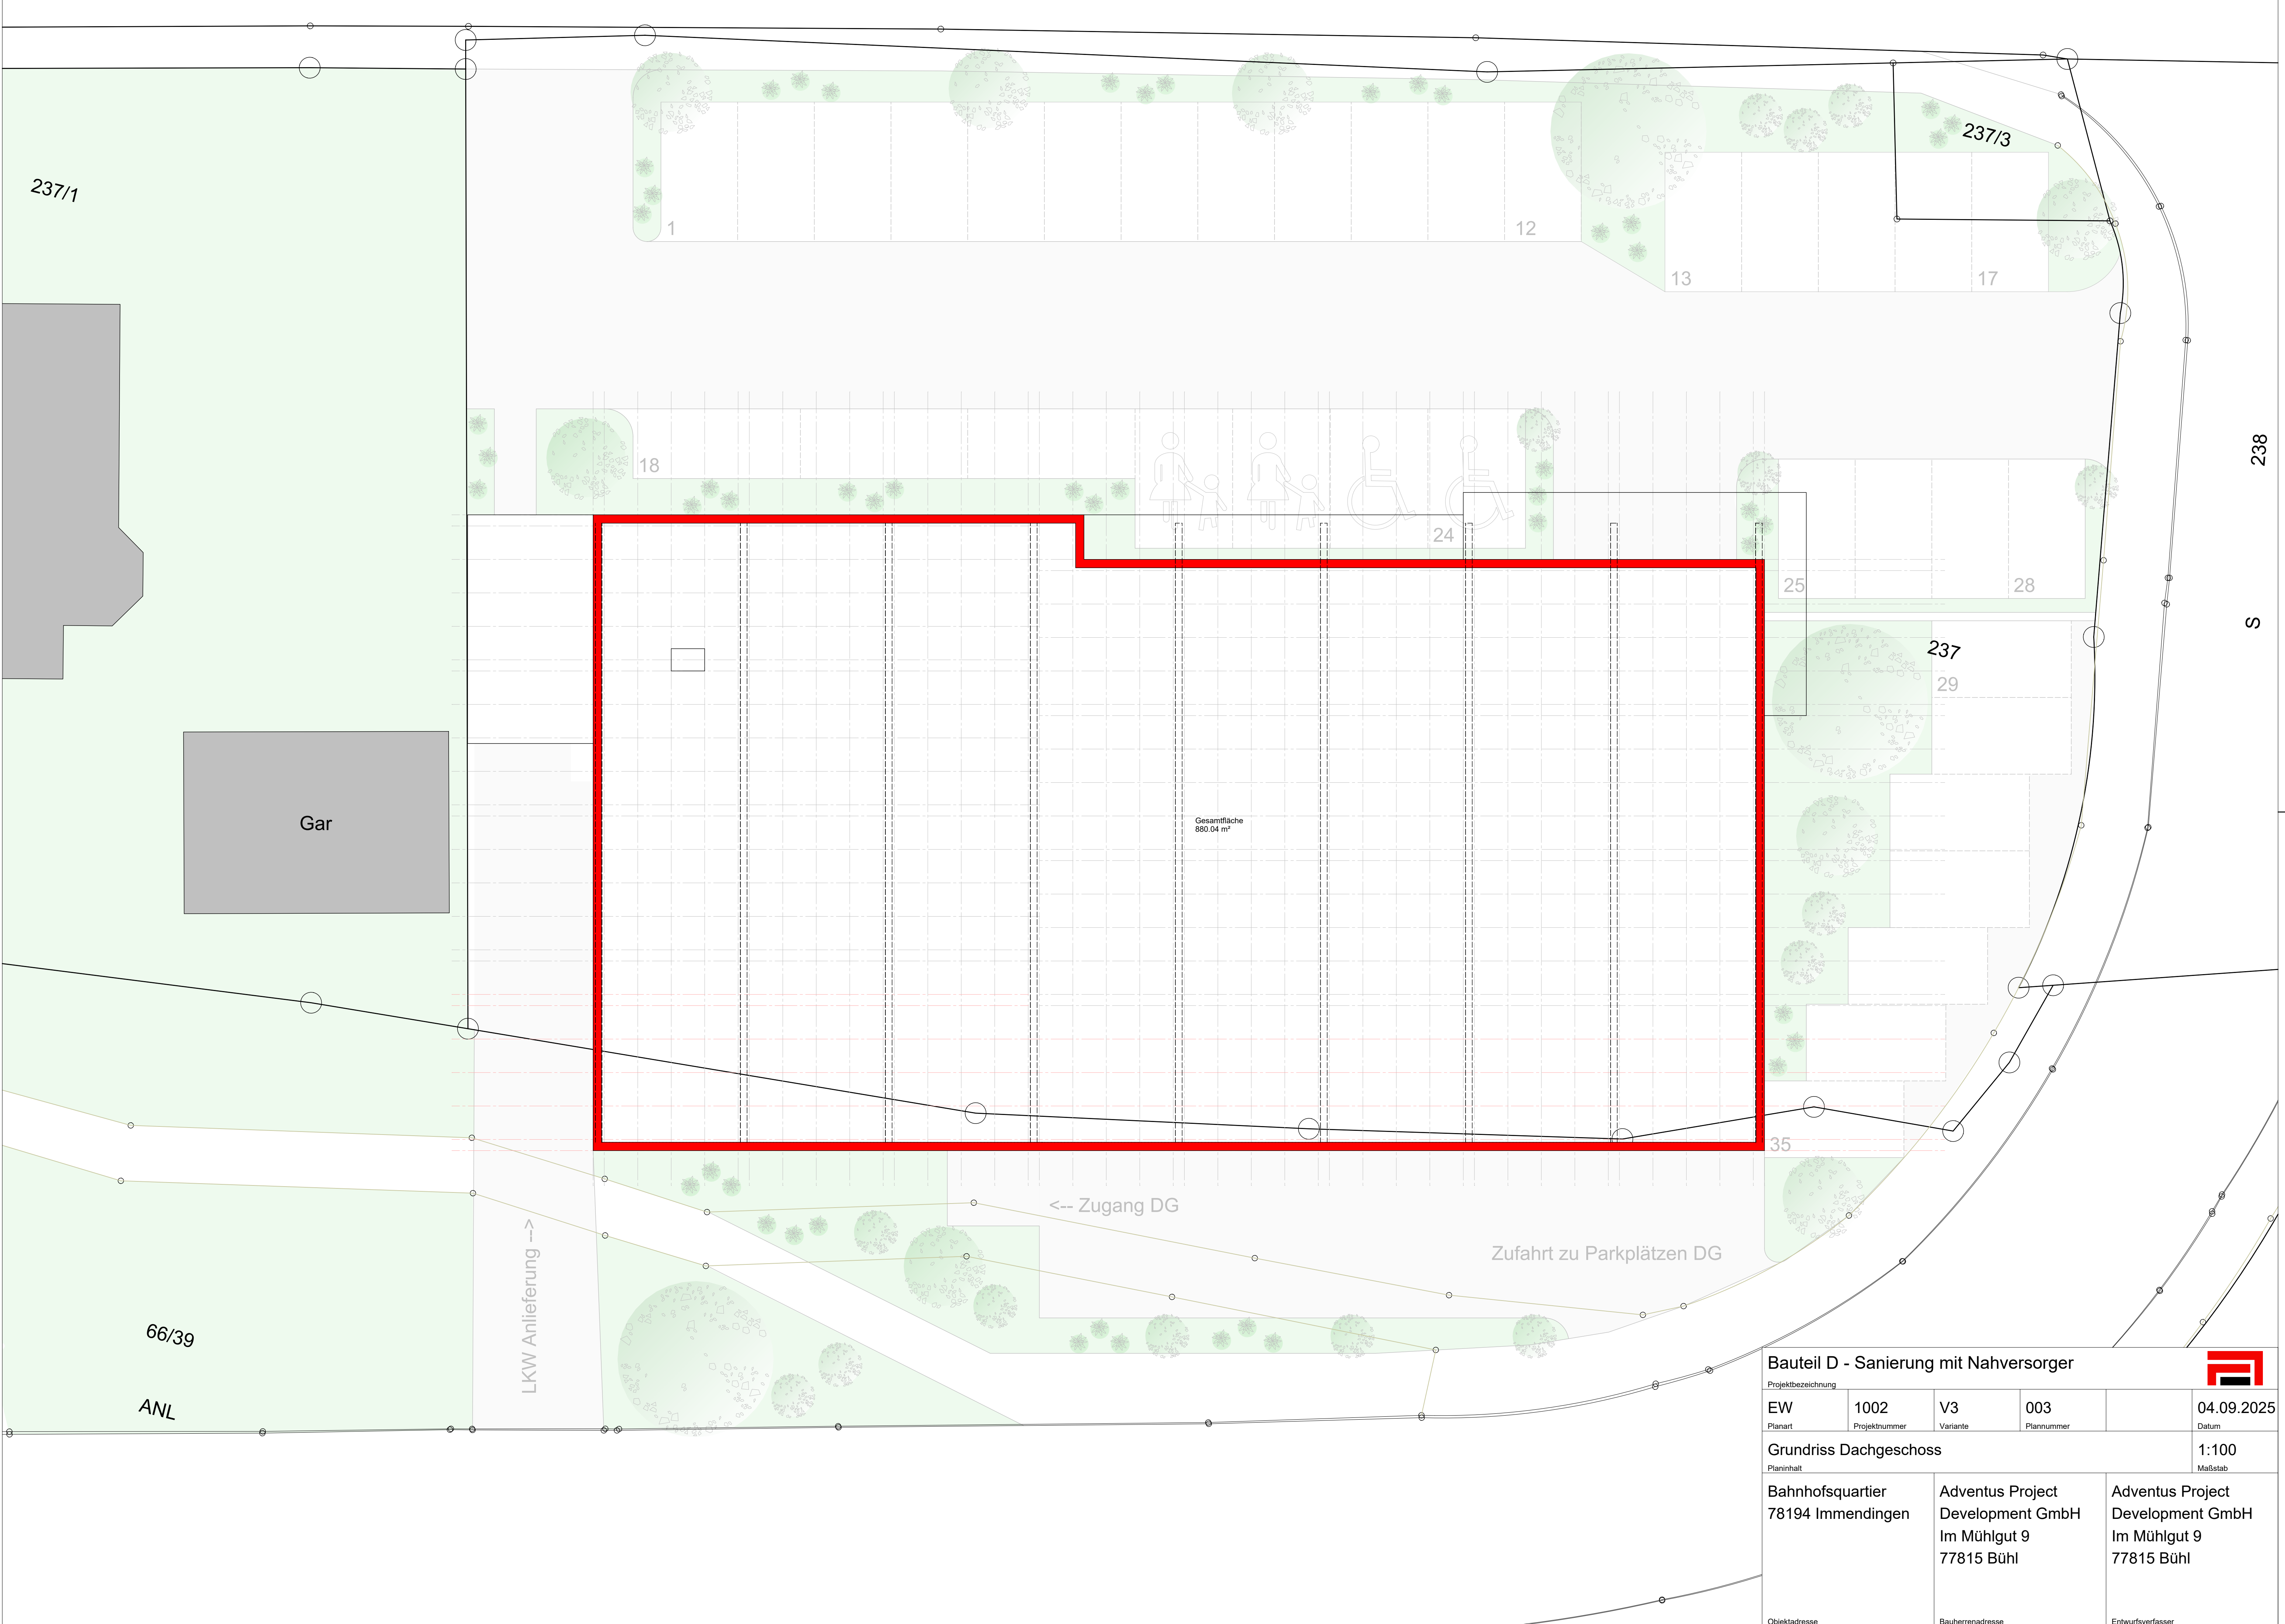 237/1
237/3
1
12
13
17
238
S
18
24
25
28
237
29
Gar
Gesamtfläche
880.04 m²
35
<-- Zugang DG
Zufahrt zu Parkplätzen DG
LKW Anlieferung -->
66/39
ANL
Bauteil D - Sanierung mit Nahversorger
Projektbezeichnung
EW 1002 V3 003 04.09.2025
Planart Projektnummer Variante Plannummer Datum
Grundriss Dachgeschoss 1:100
Planinhalt Maßstab
Bahnhofsquartier
78194 Immendingen
Objektadresse
Adventus Project
Development GmbH
Im Mühlgut 9
77815 Bühl
Bauherrenadresse
Adventus Project
Development GmbH
Im Mühlgut 9
77815 Bühl
Entwurfsverfasser